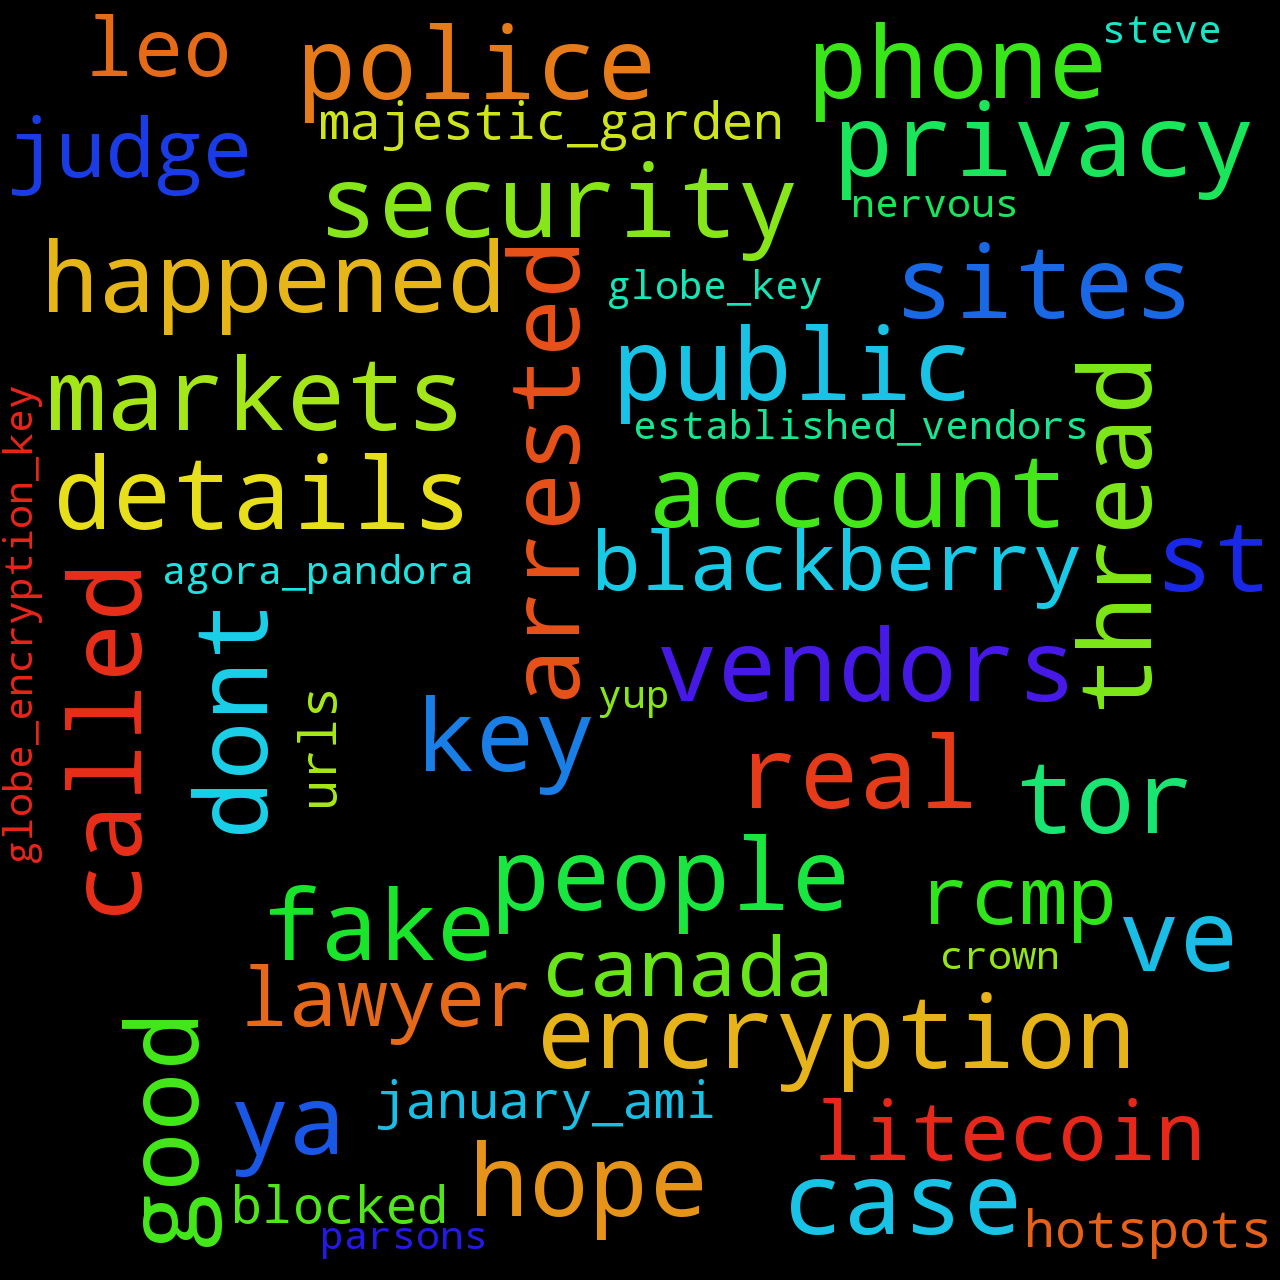 leo
police
phone
steve
majestic_garden
judge
privacy
security
nervous
happened
arrested
globe_key
sites
public
markets
thread
globe_encryption_key
established_vendors
details
account
blackberry
st
agora_pandora
called
dont
urls
vendors
yup
key
real
tor
people
fake
rcmp
ve
canada
crown
lawyer
encryption
good
ya
january_ami
litecoin
hope
case
blocked
parsons
hotspots